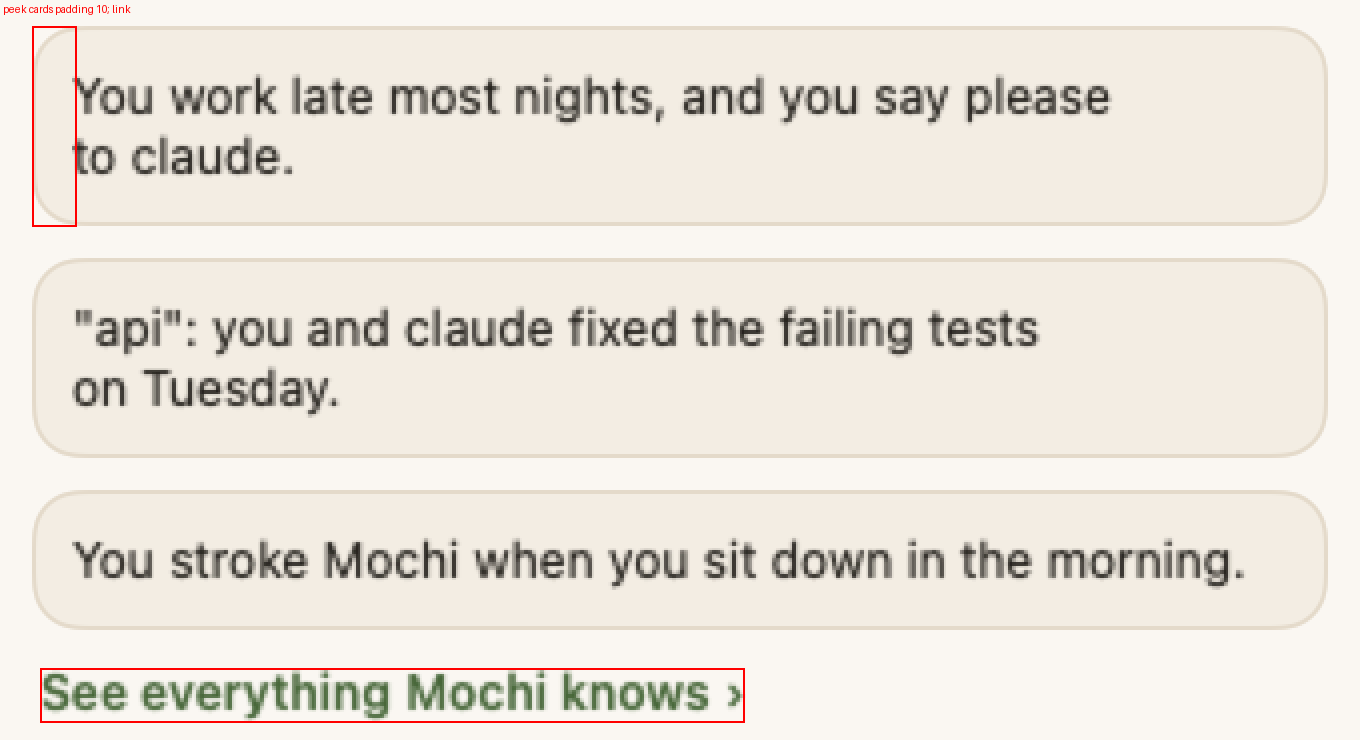 peek cards padding 10; link
You work late most nights, and you say please
to claude.
"api": you and claude fixed the failing tests
on Tuesday.
You stroke Mochi when you sit down in the morning.
See everything Mochi knows ›